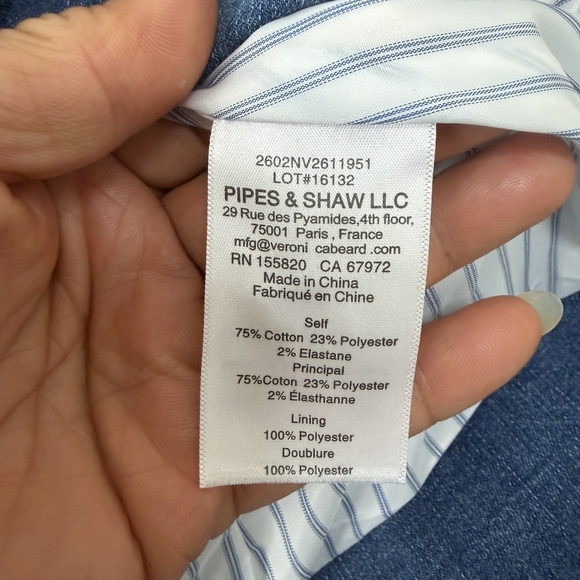 2602NV2611951
LOT#16132
PIPES & SHAW LLC
29 Rue des Pyamides,4th floor,
75001 Paris, France
mfg@veroni cabeard .com
RN 155820 CA 67972
Made in China
Fabriqué en Chine
Self
75% Cotton 23% Polyester
2% Elastane
Principal
75%Coton 23% Polyester
2% Élasthanne
Lining
100% Polyester
Doublure
100% Polyester